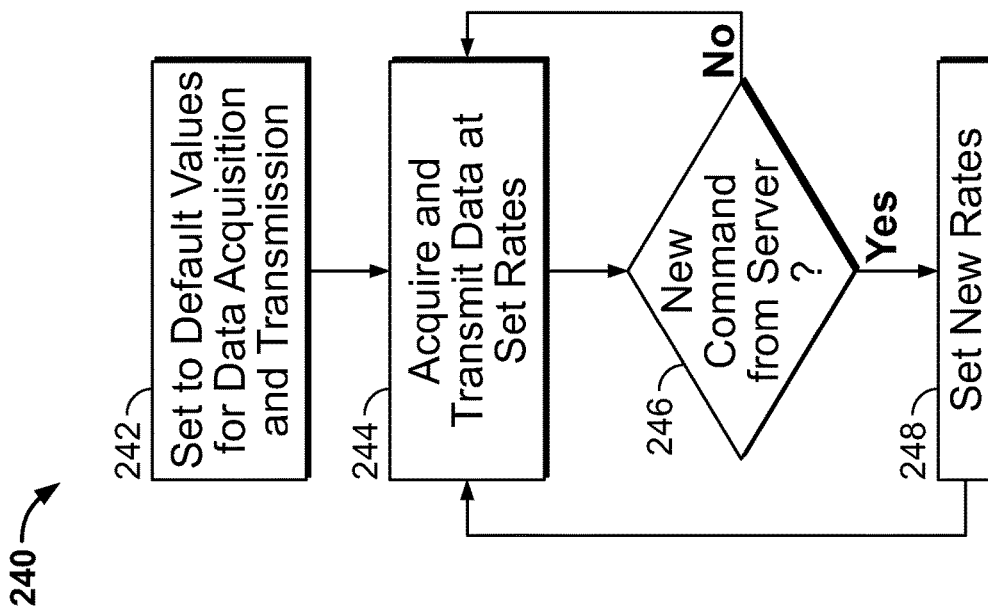 240
242
Set to Default Values
for Data Acquisition
and Transmission
244
Acquire and
Transmit Data at
Set Rates
246
New
Command
from Server
?
No
Yes
248
Set New Rates